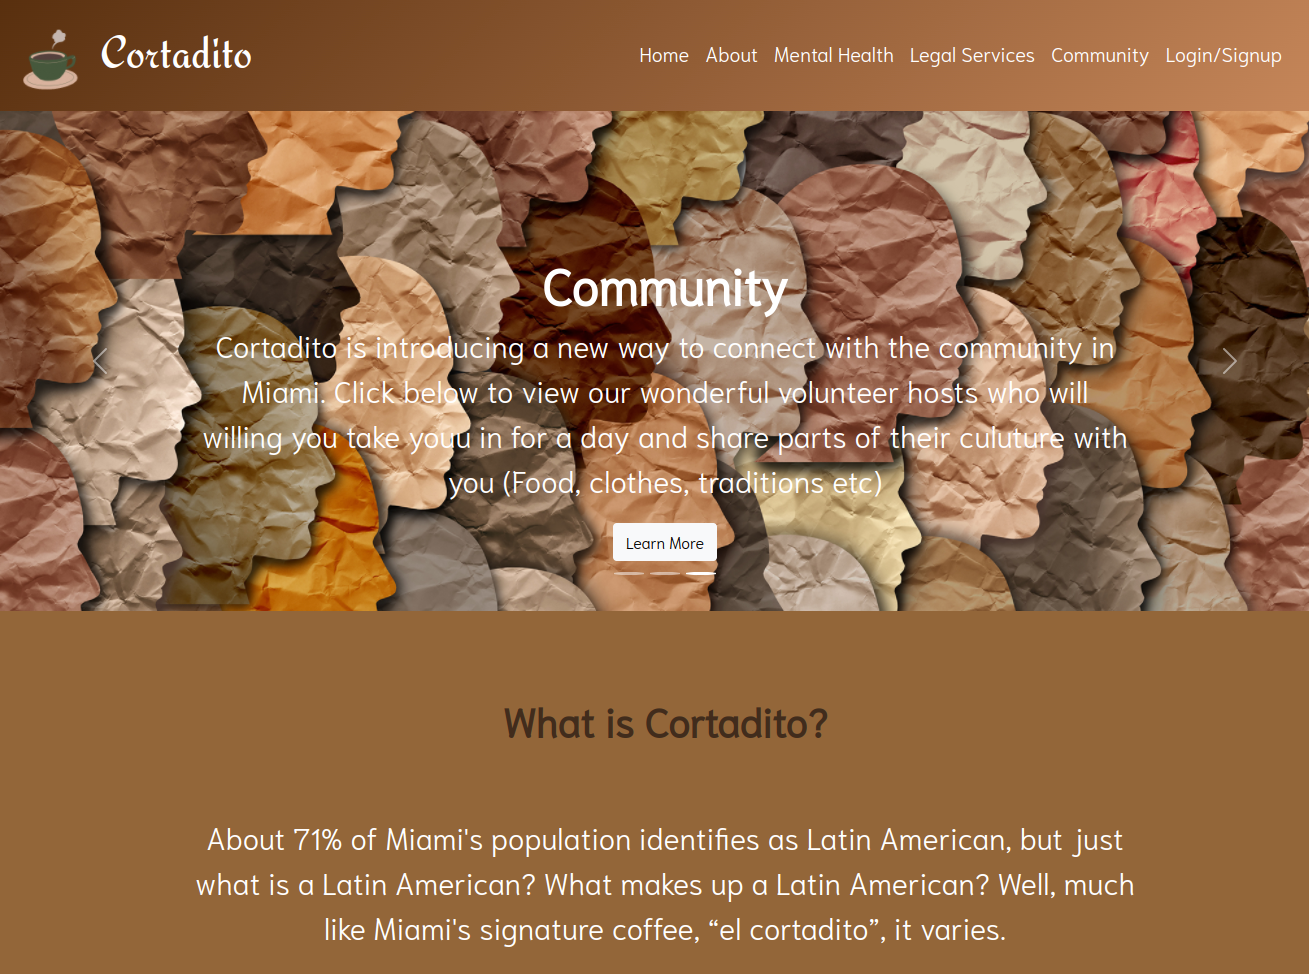 Cortadito
Home About Mental Health Legal Services Community Login/Signup
Community
Cortadito is introducing a new way to connect with the community in
Miami. Click below to view our wonderful volunteer hosts who will
willing you take youu in for a day and share parts of their culuture with
you (Food, clothes, traditions etc)
Learn More
What is Cortadito?
About 71% of Miami's population identifies as Latin American, but just
what is a Latin American? What makes up a Latin American? Well, much
like Miami's signature coffee, “el cortadito”, it varies.